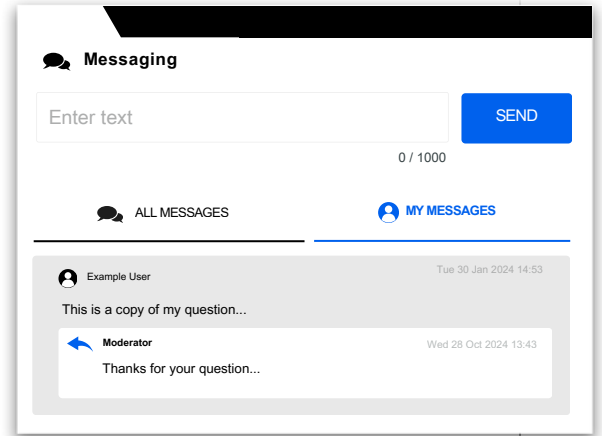 Messaging
Enter text
SEND
0 / 1000
ALL MESSAGES
MY MESSAGES
Example User
Tue 30 Jan 2024 14:53
This is a copy of my question...
Moderator
Wed 28 Oct 2024 13:43
Thanks for your question...